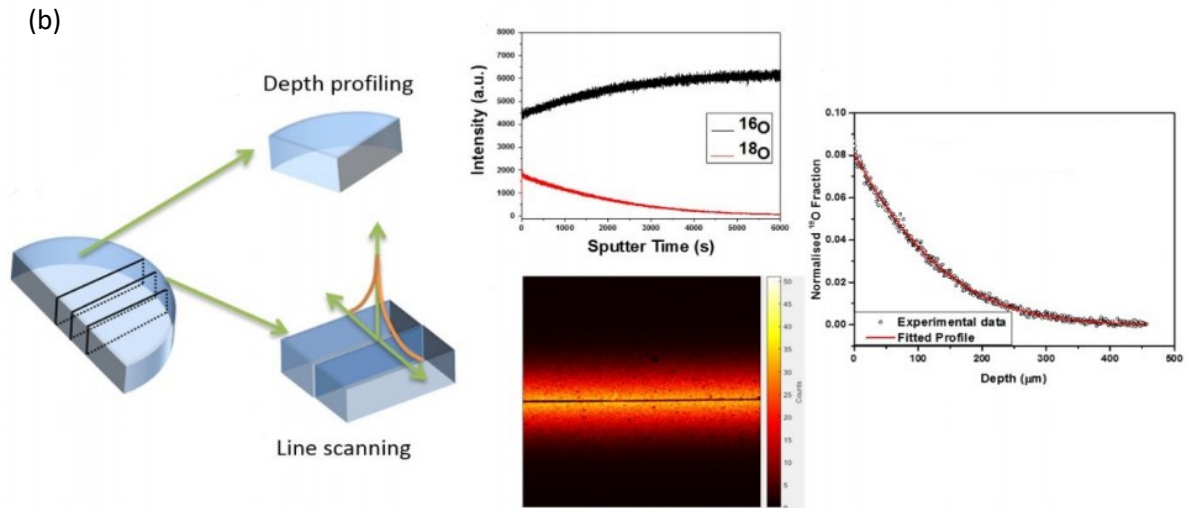 (b)
Depth profiling
Line scanning
8000
7000
6000
5000
4000
3000
2000
1000
0
Intensity (a.u.)
¹⁶O
¹⁸O
0 1000 2000 3000 4000 5000 6000
Sputter Time (s)
50
45
40
35
30
25
20
15
10
5
0
Counts
0.10
0.08
0.06
0.04
0.02
0.00
Normalised ¹⁸O Fraction
Experimental data
Fitted Profile
0 100 200 300 400 500
Depth (μm)